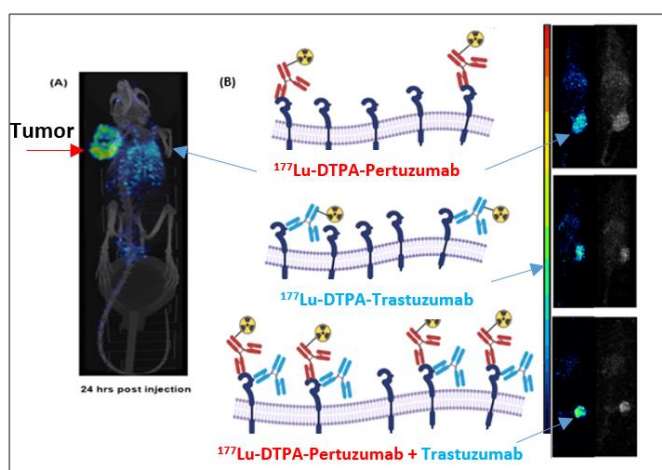 (A)
Tumor
24 hrs post injection
(B)
¹⁷⁷Lu-DTPA-Pertuzumab
¹⁷⁷Lu-DTPA-Trastuzumab
¹⁷⁷Lu-DTPA-Pertuzumab + Trastuzumab